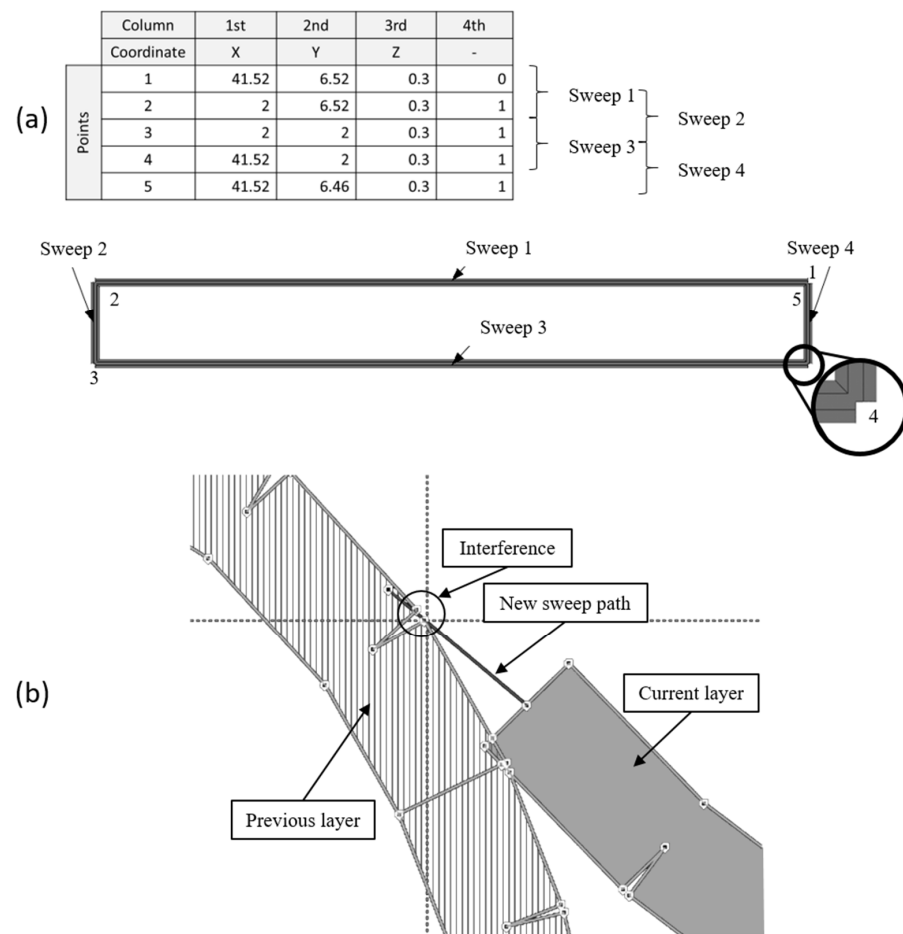 (a)
Column 1st 2nd 3rd 4th
Coordinate X Y Z -
Points
1 41.52 6.52 0.3 0
2 2 6.52 0.3 1
3 2 2 0.3 1
4 41.52 2 0.3 1
5 41.52 6.46 0.3 1
Sweep 1
Sweep 2
Sweep 3
Sweep 4
Sweep 2
Sweep 1
Sweep 4
1
2
5
Sweep 3
3
4
(b)
Interference
New sweep path
Current layer
Previous layer